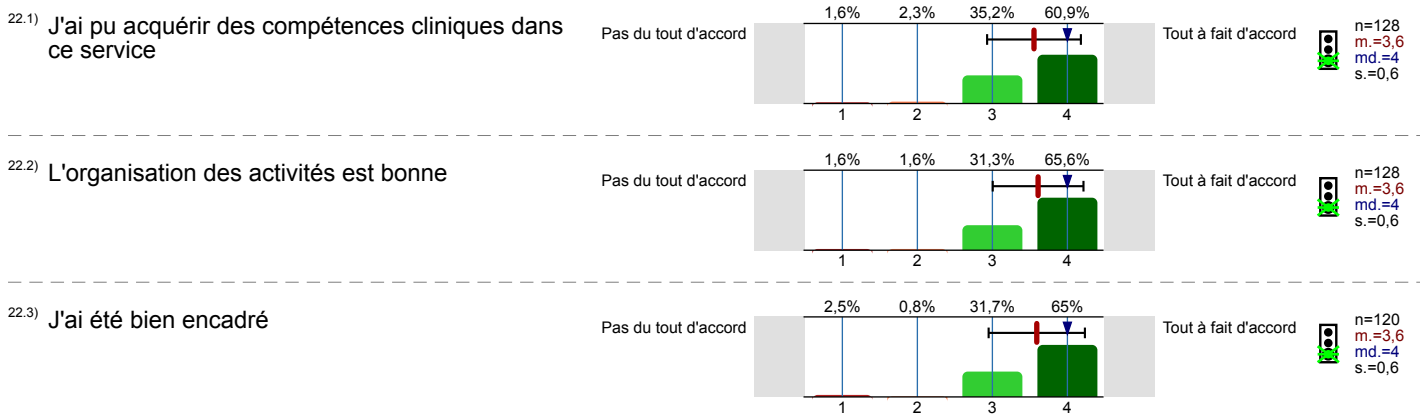 22.1) J'ai pu acquérir des compétences cliniques dans
ce service
Pas du tout d'accord
1,6% 2,3% 35,2% 60,9%
1 2 3 4
Tout à fait d'accord
n=128
m.=3,6
md.=4
s.=0,6
22.2) L'organisation des activités est bonne
Pas du tout d'accord
1,6% 1,6% 31,3% 65,6%
1 2 3 4
Tout à fait d'accord
n=128
m.=3,6
md.=4
s.=0,6
22.3) J'ai été bien encadré
Pas du tout d'accord
2,5% 0,8% 31,7% 65%
1 2 3 4
Tout à fait d'accord
n=120
m.=3,6
md.=4
s.=0,6